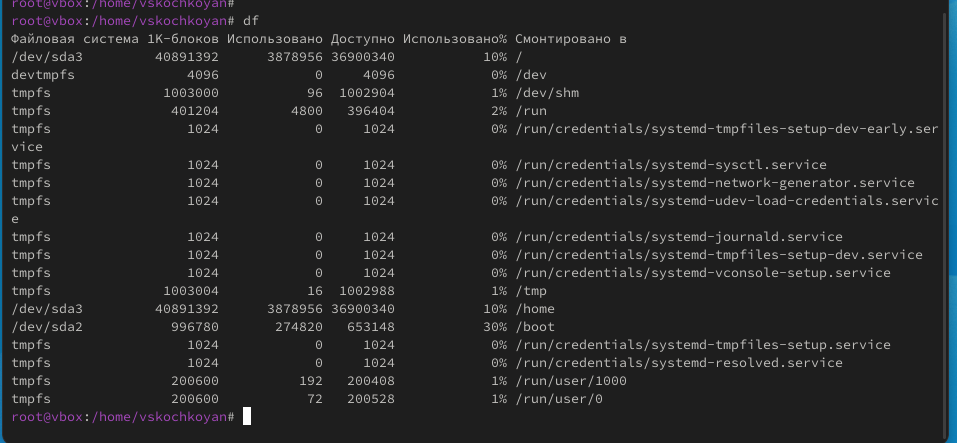 root@vbox:/home/vskochkoyan#
root@vbox:/home/vskochkoyan# df
Файловая система 1K-блоков Использовано Доступно Использовано% Смонтировано в
/dev/sda3 40891392 3878956 36900340 10% /
devtmpfs 4096 0 4096 0% /dev
tmpfs 1003000 96 1002904 1% /dev/shm
tmpfs 401204 4800 396404 2% /run
tmpfs 1024 0 1024 0% /run/credentials/systemd-tmpfiles-setup-dev-early.ser
vice
tmpfs 1024 0 1024 0% /run/credentials/systemd-sysctl.service
tmpfs 1024 0 1024 0% /run/credentials/systemd-network-generator.service
tmpfs 1024 0 1024 0% /run/credentials/systemd-udev-load-credentials.servic
e
tmpfs 1024 0 1024 0% /run/credentials/systemd-journald.service
tmpfs 1024 0 1024 0% /run/credentials/systemd-tmpfiles-setup-dev.service
tmpfs 1024 0 1024 0% /run/credentials/systemd-vconsole-setup.service
tmpfs 1003004 16 1002988 1% /tmp
/dev/sda3 40891392 3878956 36900340 10% /home
/dev/sda2 996780 274820 653148 30% /boot
tmpfs 1024 0 1024 0% /run/credentials/systemd-tmpfiles-setup.service
tmpfs 1024 0 1024 0% /run/credentials/systemd-resolved.service
tmpfs 200600 192 200408 1% /run/user/1000
tmpfs 200600 72 200528 1% /run/user/0
root@vbox:/home/vskochkoyan#